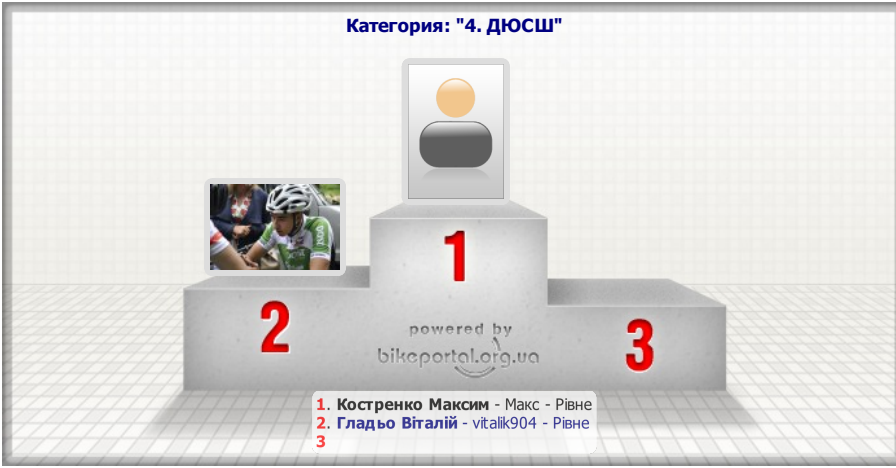 Категория: "4. ДЮСШ"
1
2
3
powered by
bikeportal.org.ua
1. Костренко Максим - Макс - Рівне
2. Гладьо Віталій - vitalik904 - Рівне
3